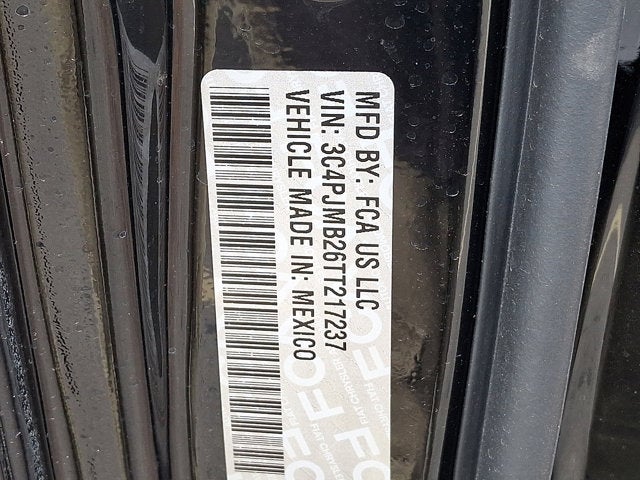 MFD BY: FCA US LLC
VIN: 3C4PJMB26TT217237
VEHICLE MADE IN: MEXICO